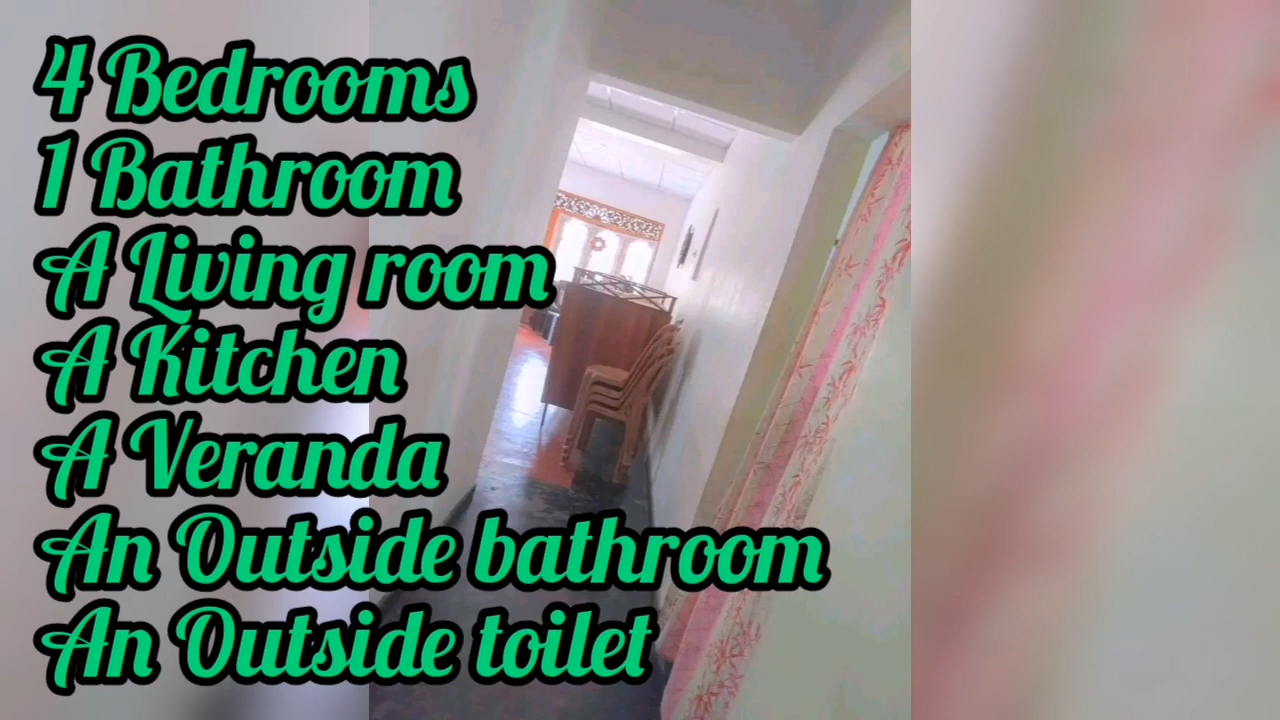 4 Bedrooms
1 Bathroom
A Living room
A Kitchen
A Veranda
An Outside bathroom
An Outside toilet